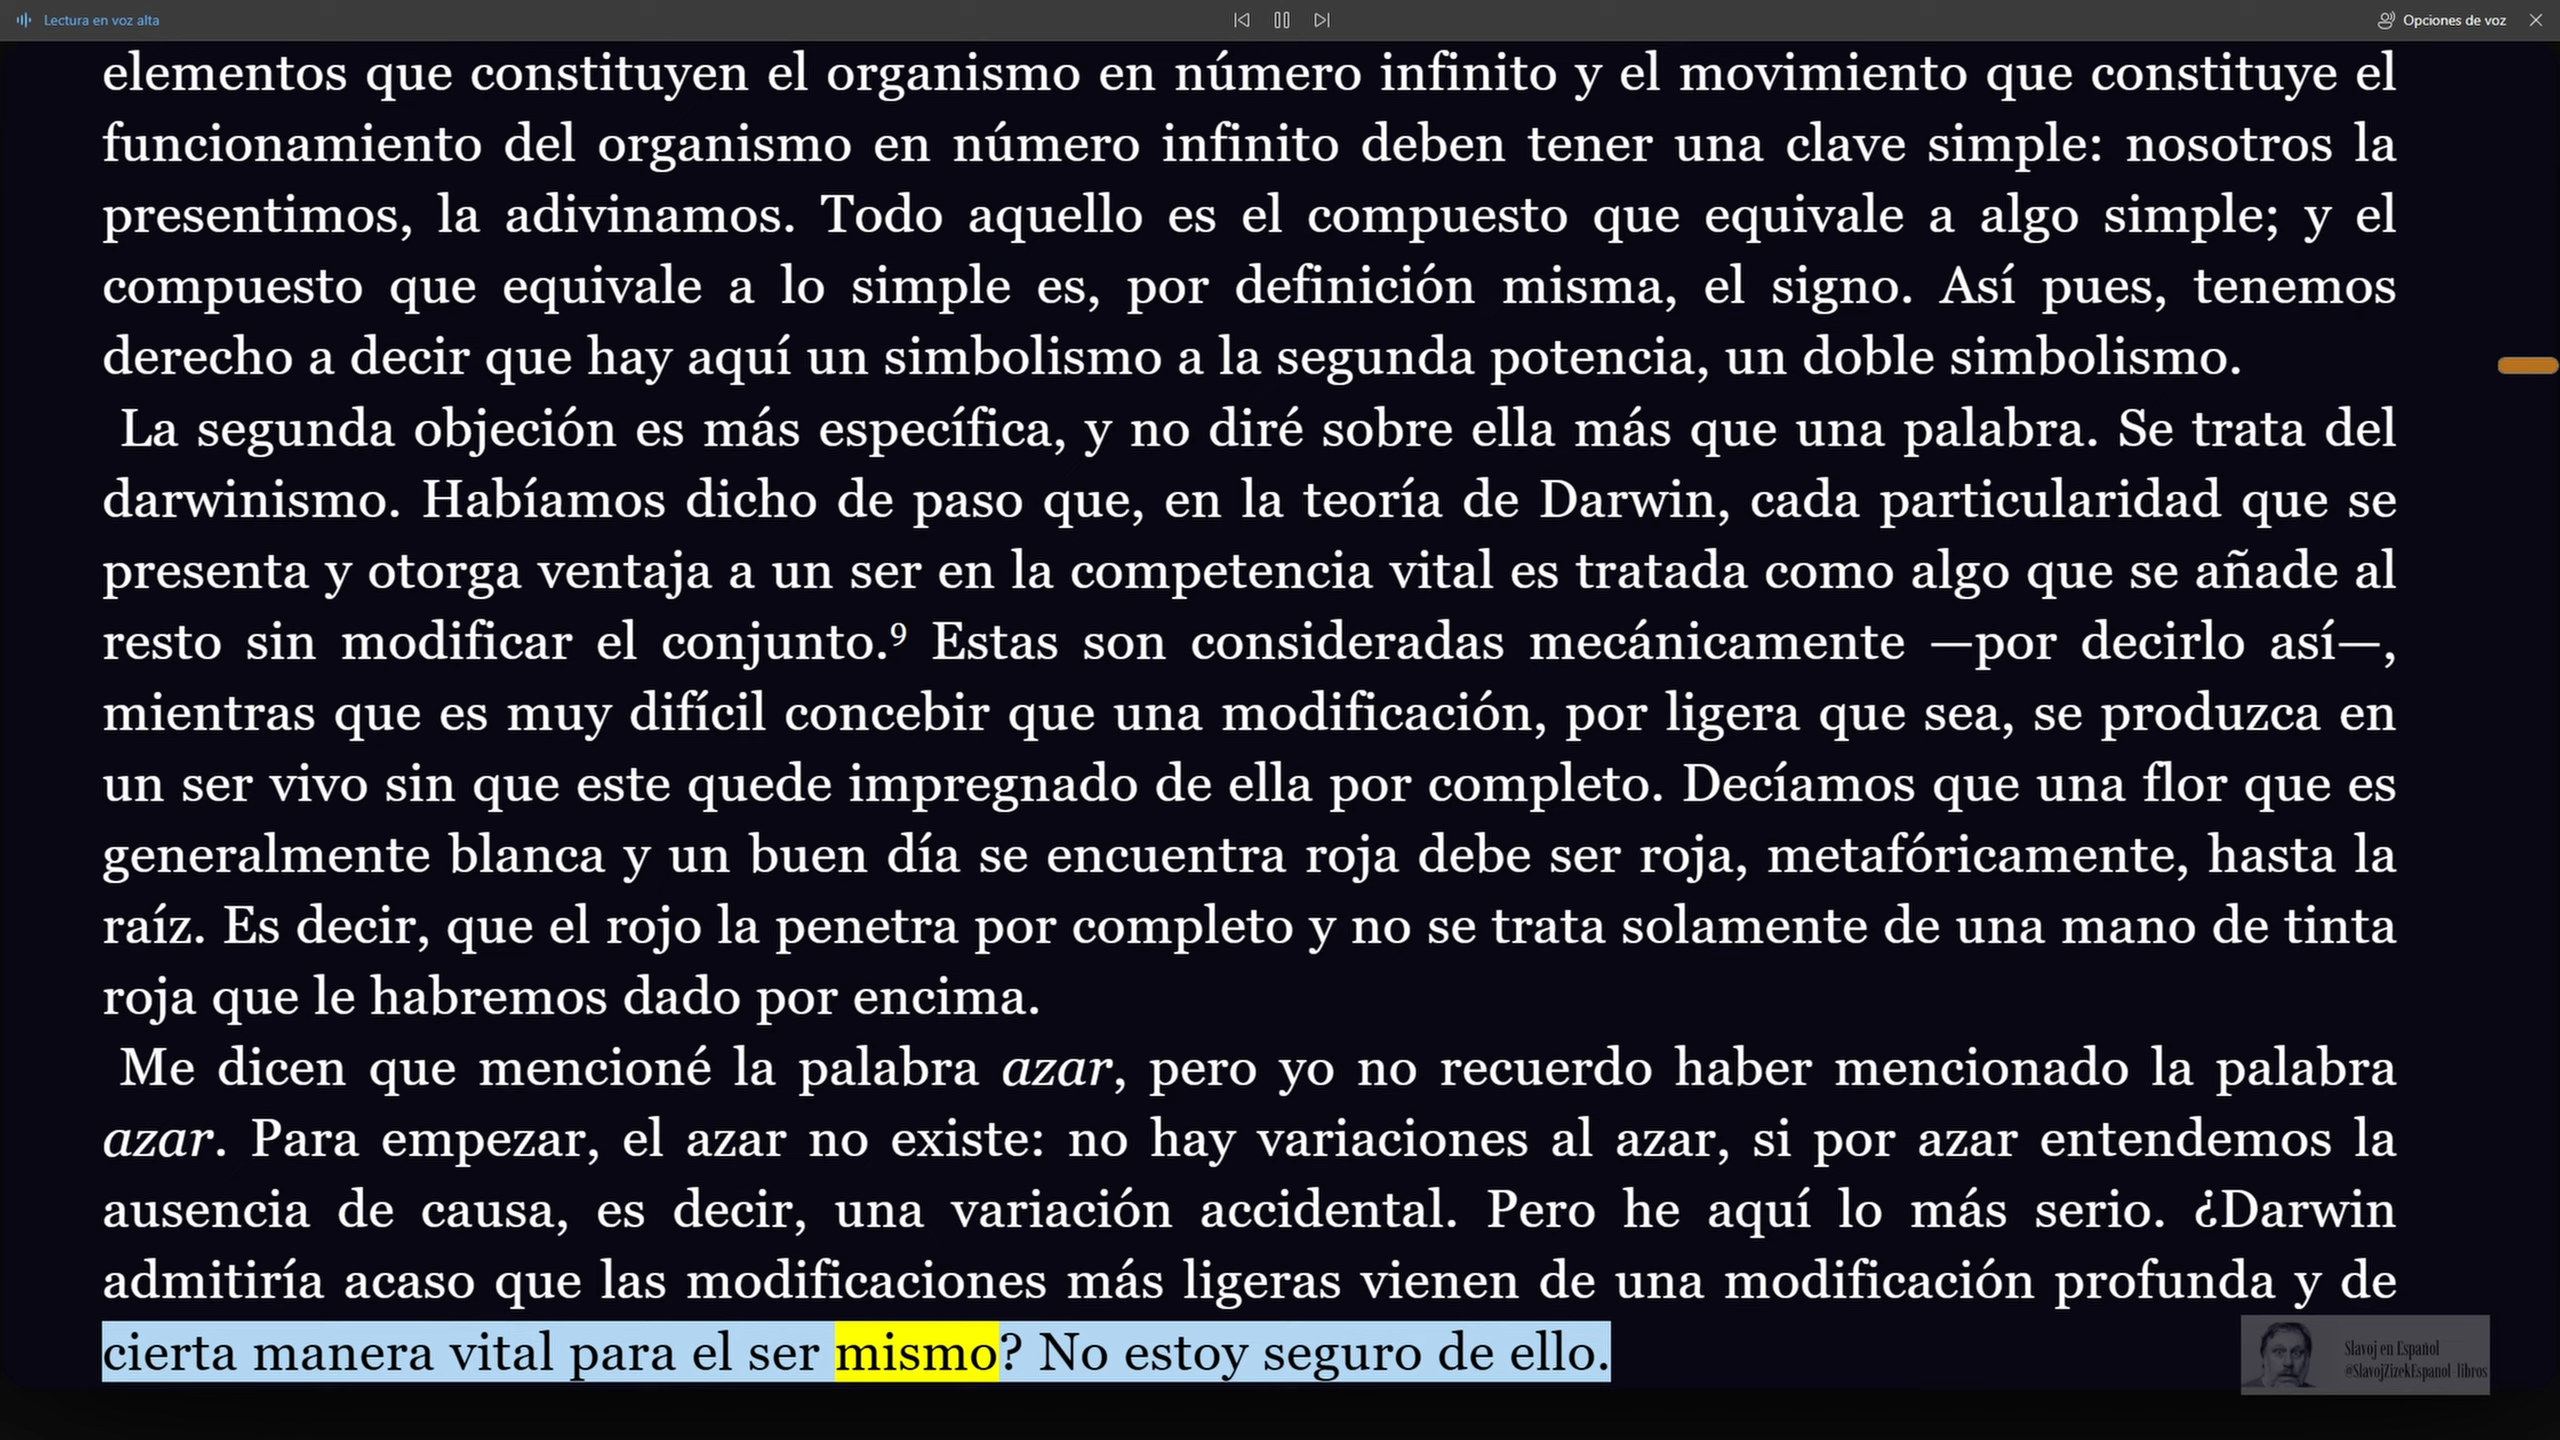 Lectura en voz alta
Opciones de voz
elementos que constituyen el organismo en número infinito y el movimiento que constituye el
funcionamiento del organismo en número infinito deben tener una clave simple: nosotros la
presentimos, la adivinamos. Todo aquello es el compuesto que equivale a algo simple; y el
compuesto que equivale a lo simple es, por definición misma, el signo. Así pues, tenemos
derecho a decir que hay aquí un simbolismo a la segunda potencia, un doble simbolismo.
La segunda objeción es más específica, y no diré sobre ella más que una palabra. Se trata del
darwinismo. Habíamos dicho de paso que, en la teoría de Darwin, cada particularidad que se
presenta y otorga ventaja a un ser en la competencia vital es tratada como algo que se añade al
resto sin modificar el conjunto.⁹ Estas son consideradas mecánicamente —por decirlo así—,
mientras que es muy difícil concebir que una modificación, por ligera que sea, se produzca en
un ser vivo sin que este quede impregnado de ella por completo. Decíamos que una flor que es
generalmente blanca y un buen día se encuentra roja debe ser roja, metafóricamente, hasta la
raíz. Es decir, que el rojo la penetra por completo y no se trata solamente de una mano de tinta
roja que le habremos dado por encima.
Me dicen que mencioné la palabra azar, pero yo no recuerdo haber mencionado la palabra
azar. Para empezar, el azar no existe: no hay variaciones al azar, si por azar entendemos la
ausencia de causa, es decir, una variación accidental. Pero he aquí lo más serio. ¿Darwin
admitiría acaso que las modificaciones más ligeras vienen de una modificación profunda y de
cierta manera vital para el ser mismo? No estoy seguro de ello.
Slavoj en Español
@SlavojZizekEspanol libros